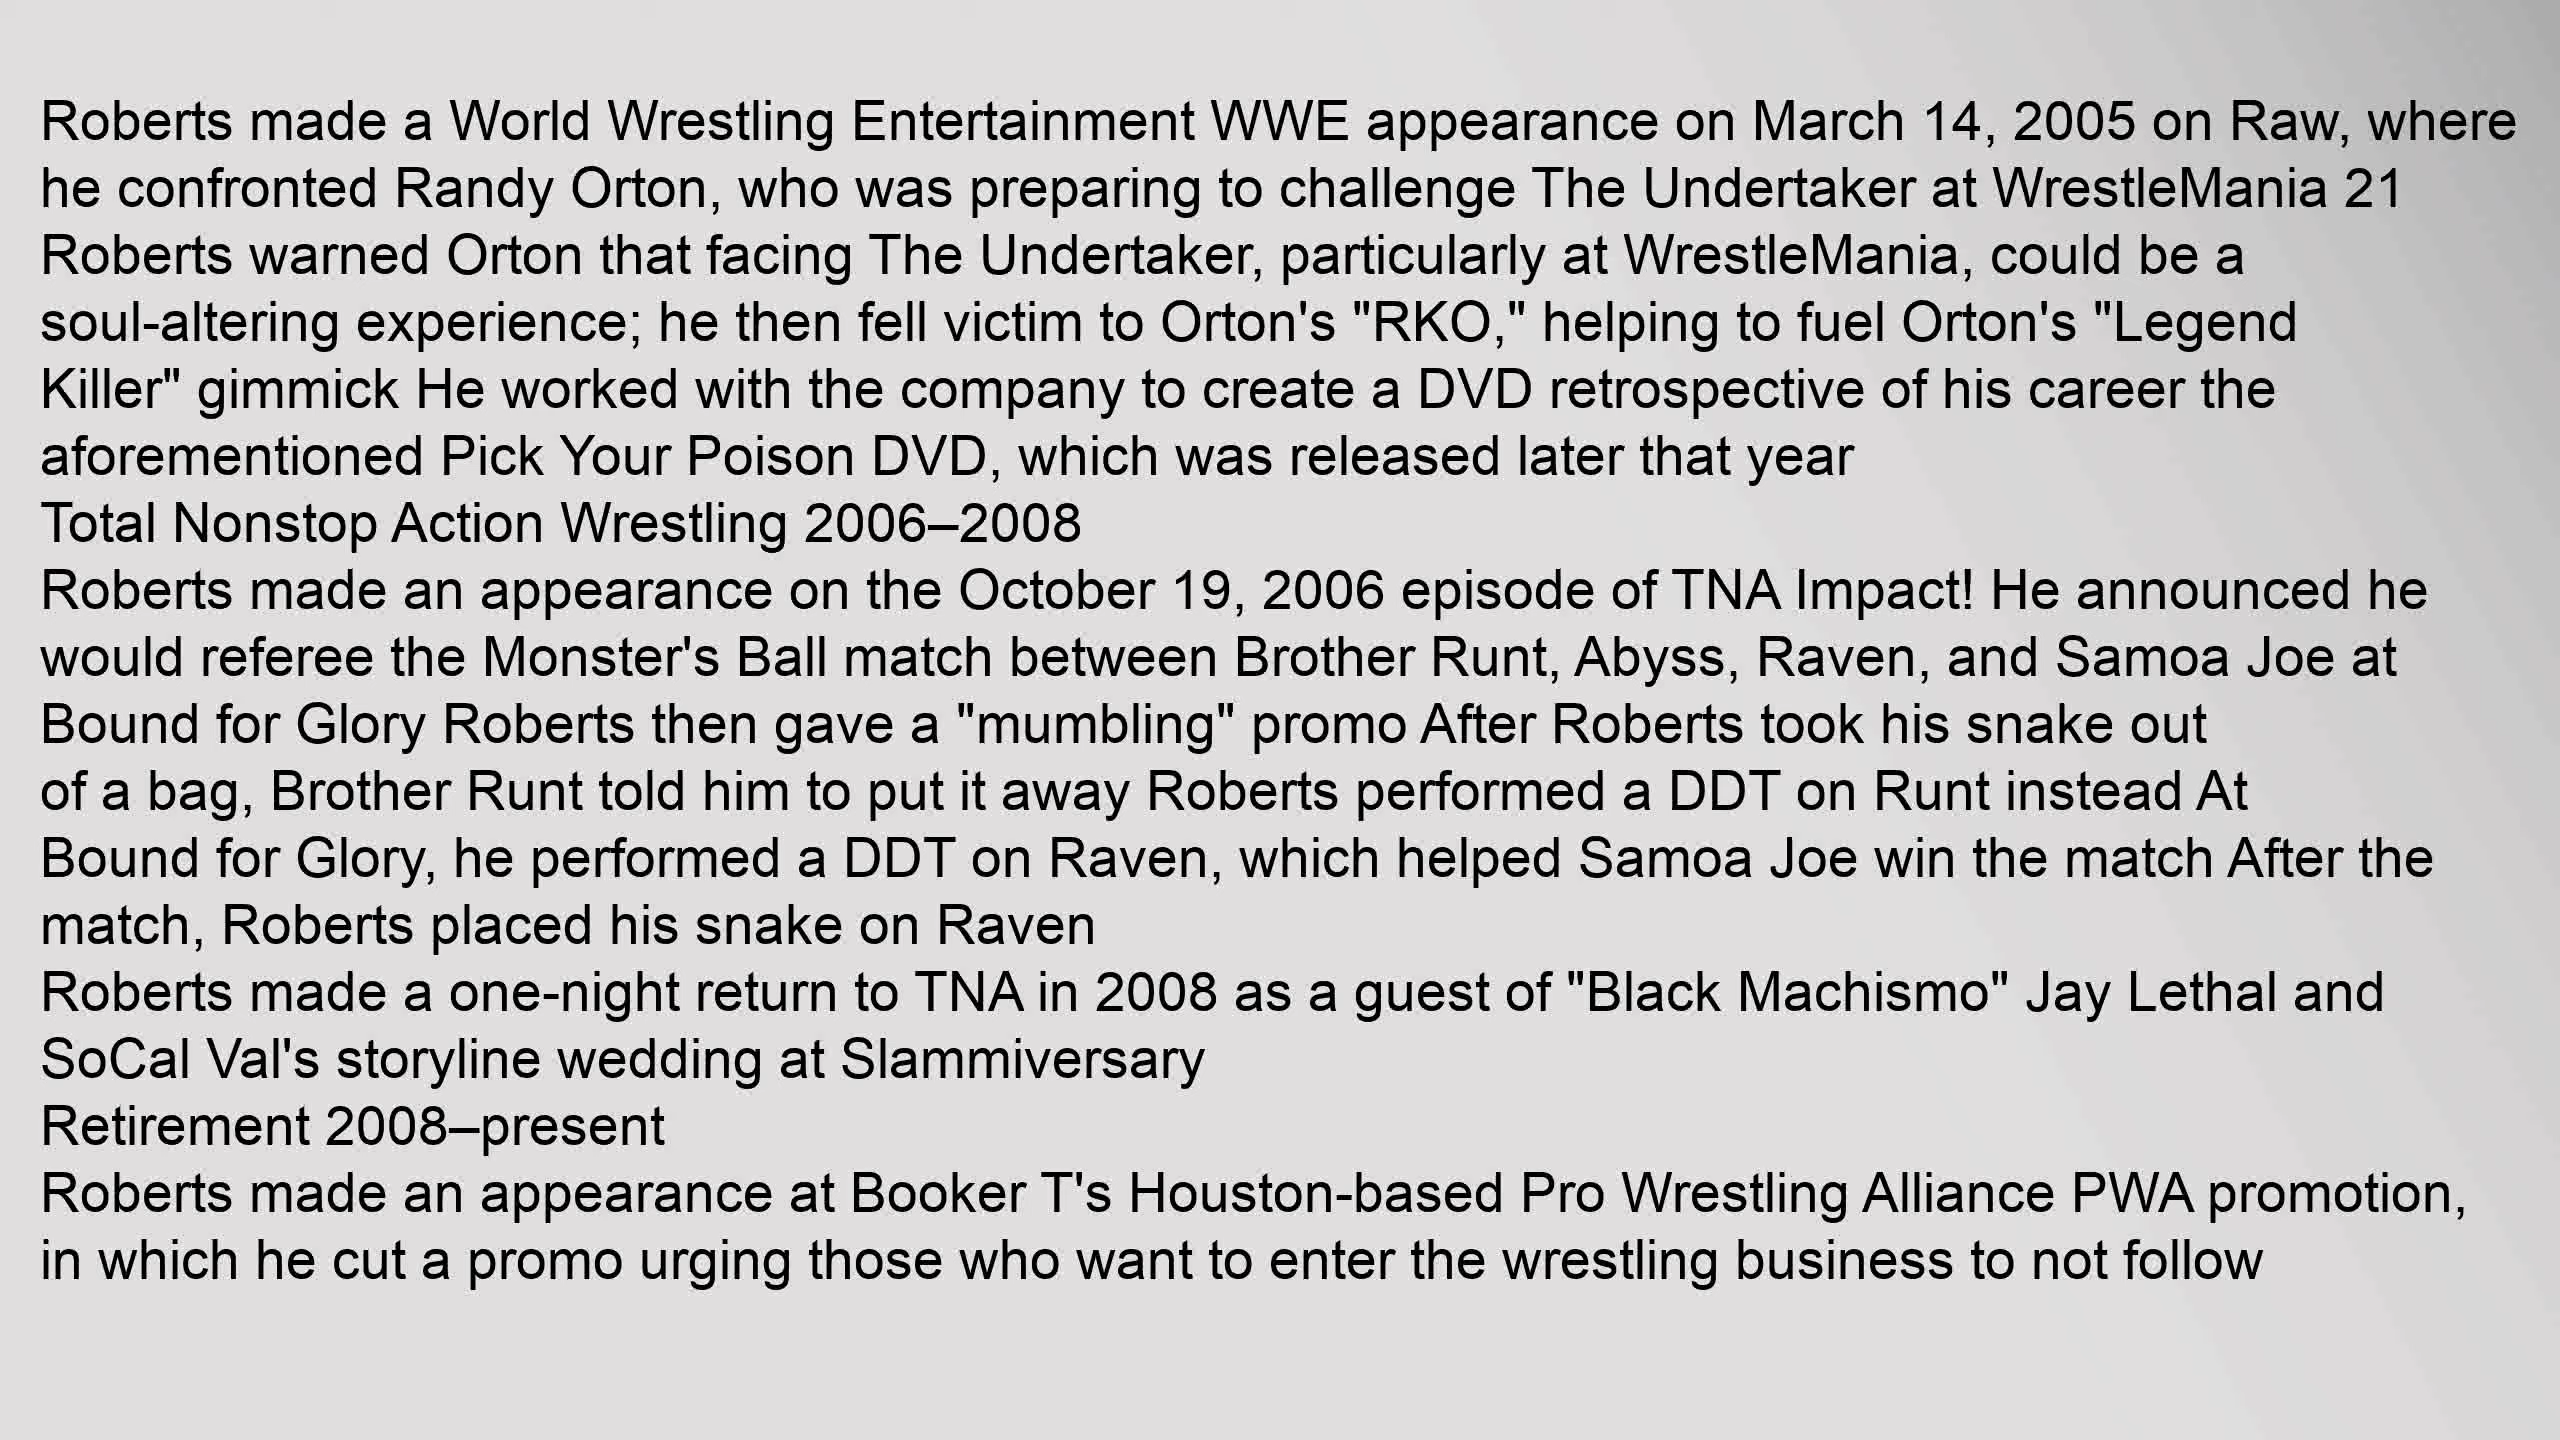 Roberts made a World Wrestling Entertainment WWE appearance on March 14, 2005 on Raw, where
he confronted Randy Orton, who was preparing to challenge The Undertaker at WrestleMania 21
Roberts warned Orton that facing The Undertaker, particularly at WrestleMania, could be a
soul-altering experience; he then fell victim to Orton's "RKO," helping to fuel Orton's "Legend
Killer" gimmick He worked with the company to create a DVD retrospective of his career the
aforementioned Pick Your Poison DVD, which was released later that year
Total Nonstop Action Wrestling 2006–2008
Roberts made an appearance on the October 19, 2006 episode of TNA Impact! He announced he
would referee the Monster's Ball match between Brother Runt, Abyss, Raven, and Samoa Joe at
Bound for Glory Roberts then gave a "mumbling" promo After Roberts took his snake out
of a bag, Brother Runt told him to put it away Roberts performed a DDT on Runt instead At
Bound for Glory, he performed a DDT on Raven, which helped Samoa Joe win the match After the
match, Roberts placed his snake on Raven
Roberts made a one-night return to TNA in 2008 as a guest of "Black Machismo" Jay Lethal and
SoCal Val's storyline wedding at Slammiversary
Retirement 2008–present
Roberts made an appearance at Booker T's Houston-based Pro Wrestling Alliance PWA promotion,
in which he cut a promo urging those who want to enter the wrestling business to not follow